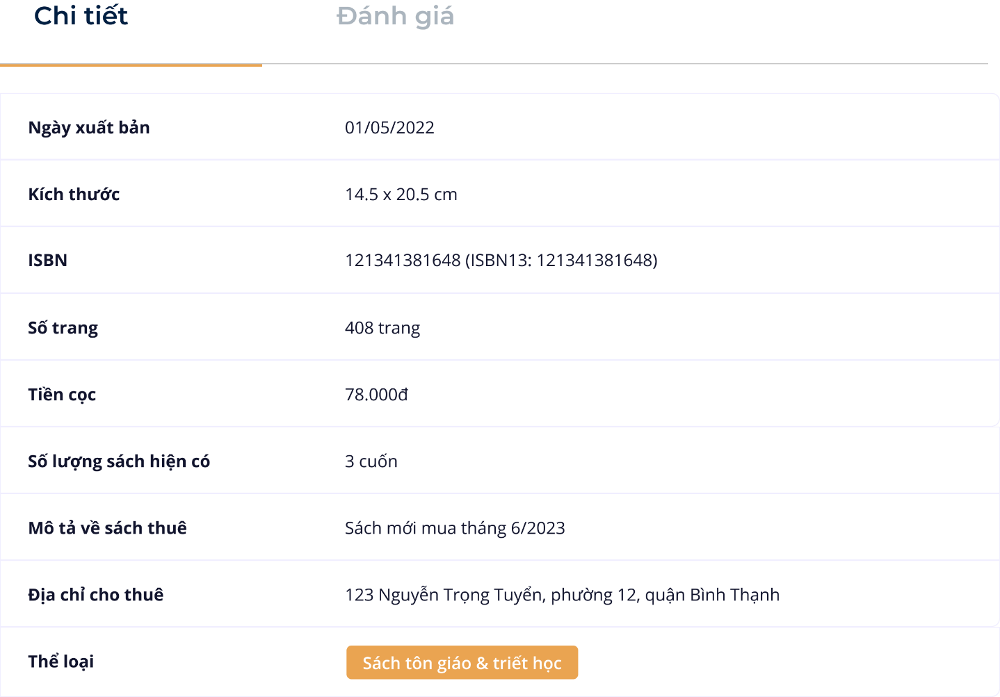 Chi tiết
Đánh giá
Ngày xuất bản
01/05/2022
Kích thước
14.5 x 20.5 cm
ISBN
121341381648 (ISBN13: 121341381648)
Số trang
408 trang
Tiền cọc
78.000đ
Số lượng sách hiện có
3 cuốn
Mô tả về sách thuê
Sách mới mua tháng 6/2023
Địa chỉ cho thuê
123 Nguyễn Trọng Tuyển, phường 12, quận Bình Thạnh
Thể loại
Sách tôn giáo & triết học